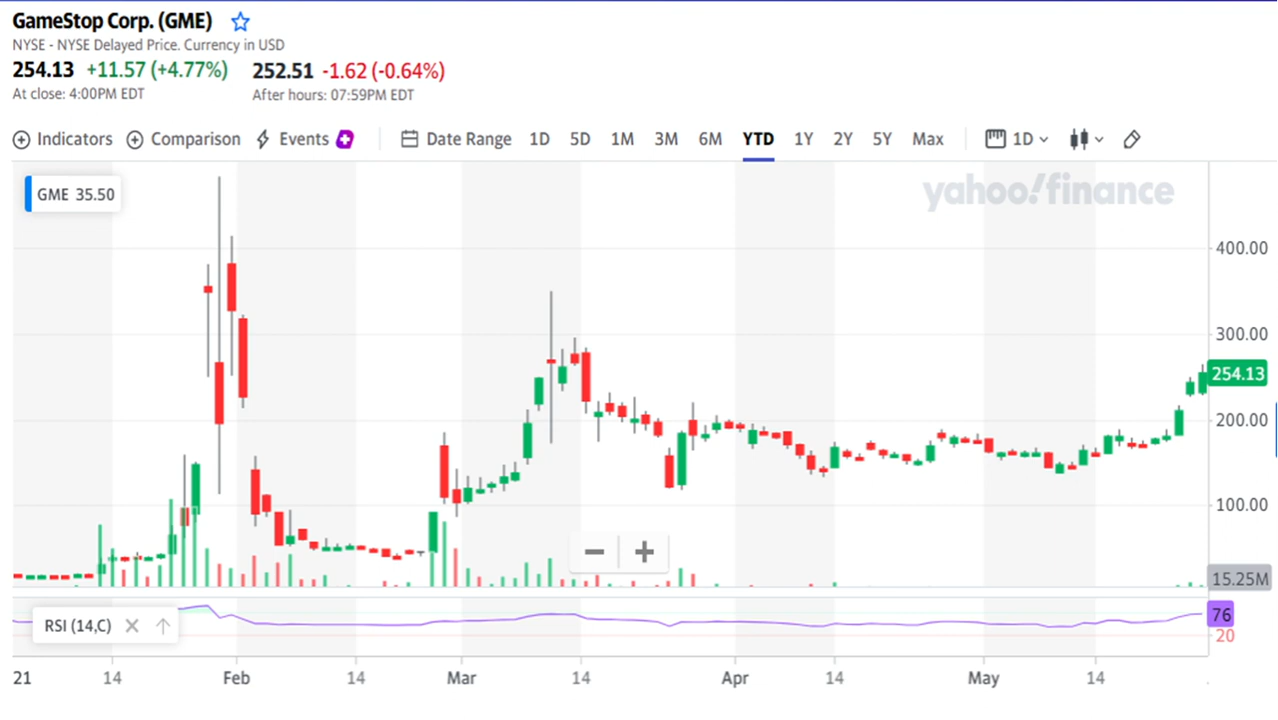 GameStop Corp. (GME)
NYSE - NYSE Delayed Price. Currency in USD
254.13 +11.57 (+4.77%) 252.51 -1.62 (-0.64%)
At close: 4:00PM EDT After hours: 07:59PM EDT
Indicators Comparison Events Date Range 1D 5D 1M 3M 6M YTD 1Y 2Y 5Y Max 1D
GME 35.50
yahoo!finance
400.00
300.00
254.13
200.00
100.00
15.25M
RSI (14,C)
76
20
21 14 Feb 14 Mar 14 Apr 14 May 14